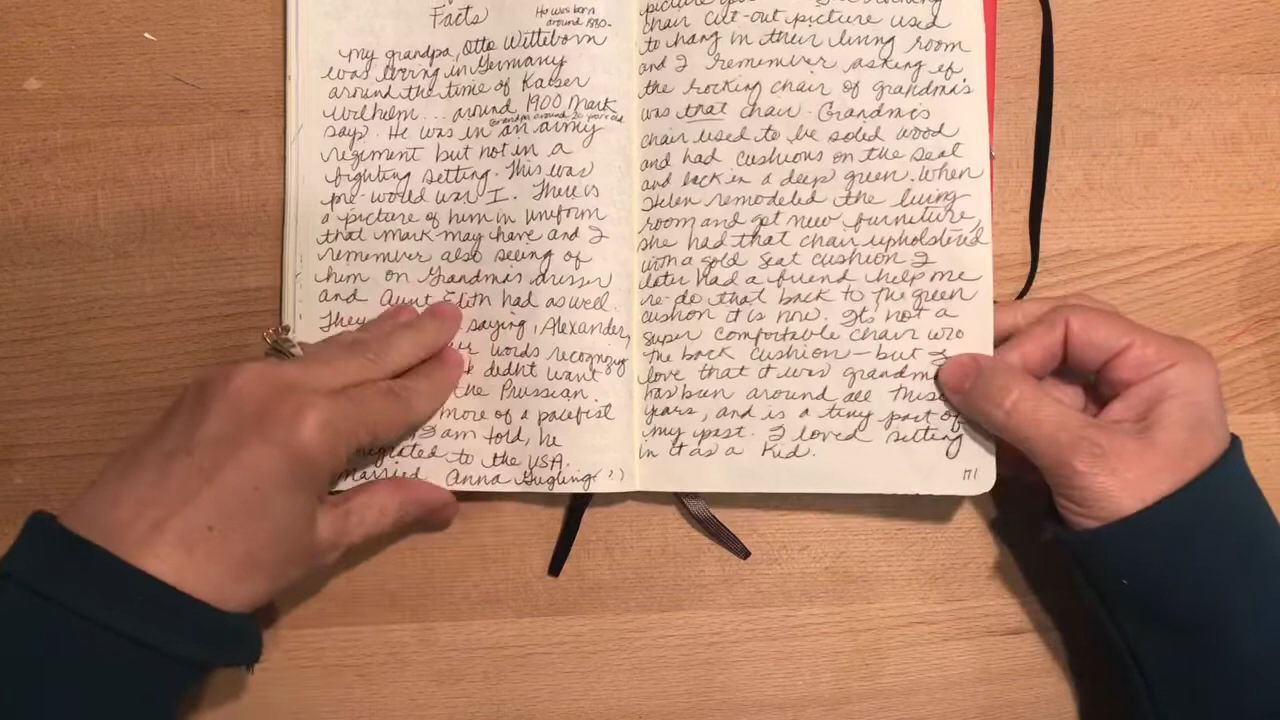 Facts
He was born
around 1880.
My grandpa, Otto Witteborn
was living in Germany
around the time of Kaiser
Wilhelm... around 1900 Mark
Grandpa around 20 years old
says. He was in an army
regiment but not in a
fighting setting. This was
pre-world war I. There is
a picture of him in uniform
that Mark may have and I
remember also seeing of
him on Grandma's dresser
and Aunt Edith had as well.
They saying, Alexander,
words recognizing
didn't want
the Prussian.
more of a pacefist
I am told, he
to the USA.
married Anna Gugling(?)
chair cut-out picture used
to hang in their living room
and I remember asking if
the rocking chair of grandma's
was that chair. Grandma's
chair used to be solid wood
and had cushions on the seat
and back in a deep green. When
Helen remodeled the living
room and got new furniture,
she had that chair upholstered
with a gold seat cushion I
later had a friend help me
re-do that back to the green
cushion it is now. Its not a
super comfortable chair w/o
the back cushion - but I
love that it was grandma
has been around all these
years, and is a tiny part of
my past. I loved sitting
in it as a kid.
171